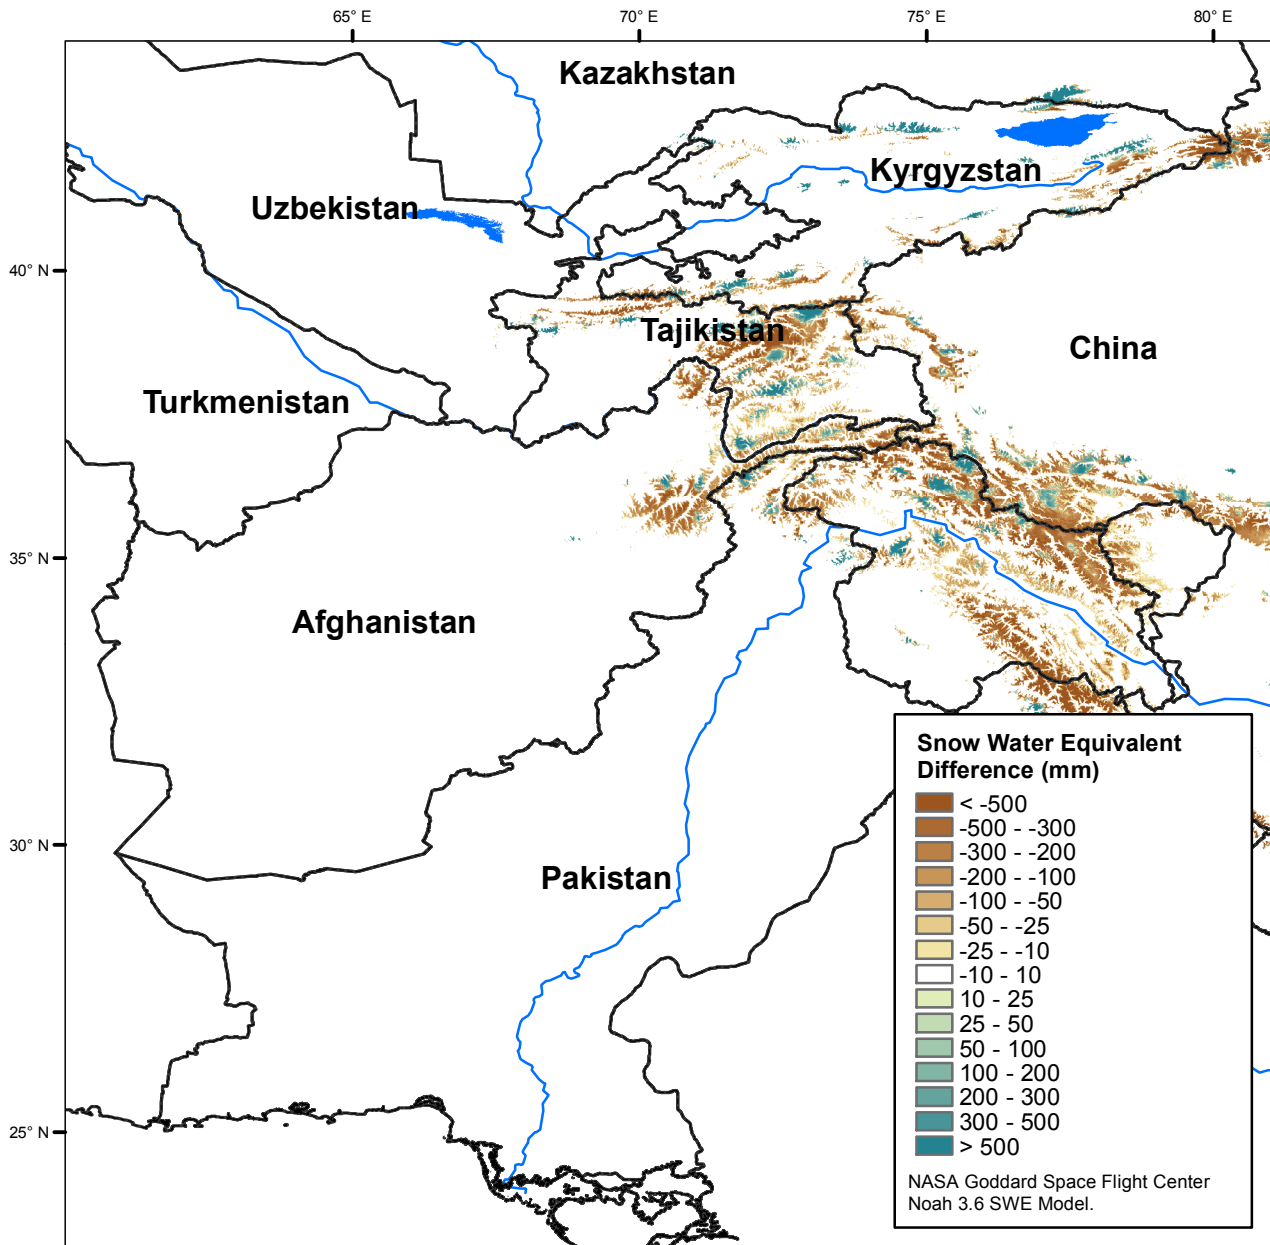 65° E
70° E
75° E
80° E
Kazakhstan
Kyrgyzstan
Uzbekistan
40° N
Tajikistan
China
Turkmenistan
35° N
Afghanistan
Snow Water Equivalent
Difference (mm)
< -500
-500 - -300
-300 - -200
-200 - -100
-100 - -50
-50 - -25
-25 - -10
-10 - 10
10 - 25
25 - 50
50 - 100
100 - 200
200 - 300
300 - 500
> 500
NASA Goddard Space Flight Center
Noah 3.6 SWE Model.
30° N
Pakistan
25° N